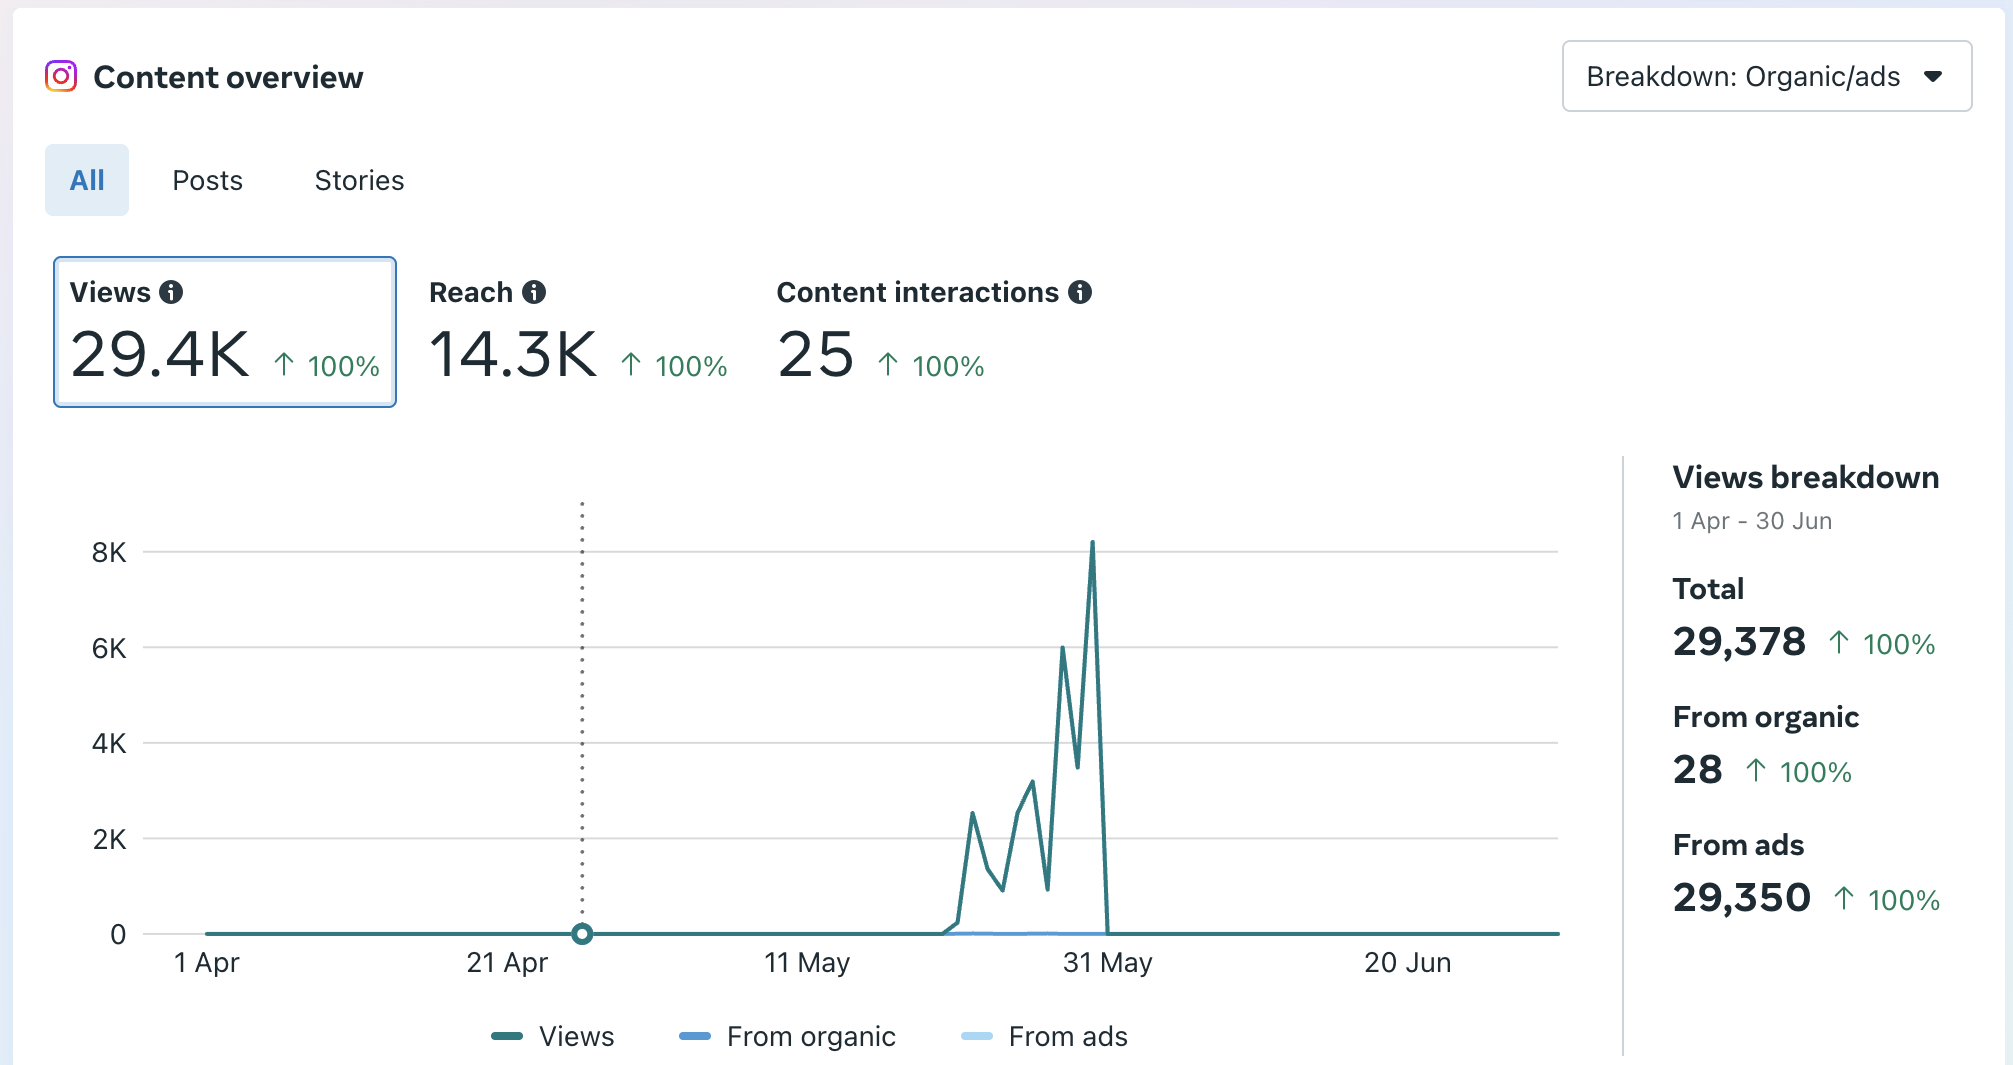 Content overview
Breakdown: Organic/ads
All
Posts
Stories
Views
29.4K ↑ 100%
Reach
14.3K ↑ 100%
Content interactions
25 ↑ 100%
8K
6K
4K
2K
0
1 Apr
21 Apr
11 May
31 May
20 Jun
Views
From organic
From ads
Views breakdown
1 Apr - 30 Jun
Total
29,378 ↑ 100%
From organic
28 ↑ 100%
From ads
29,350 ↑ 100%